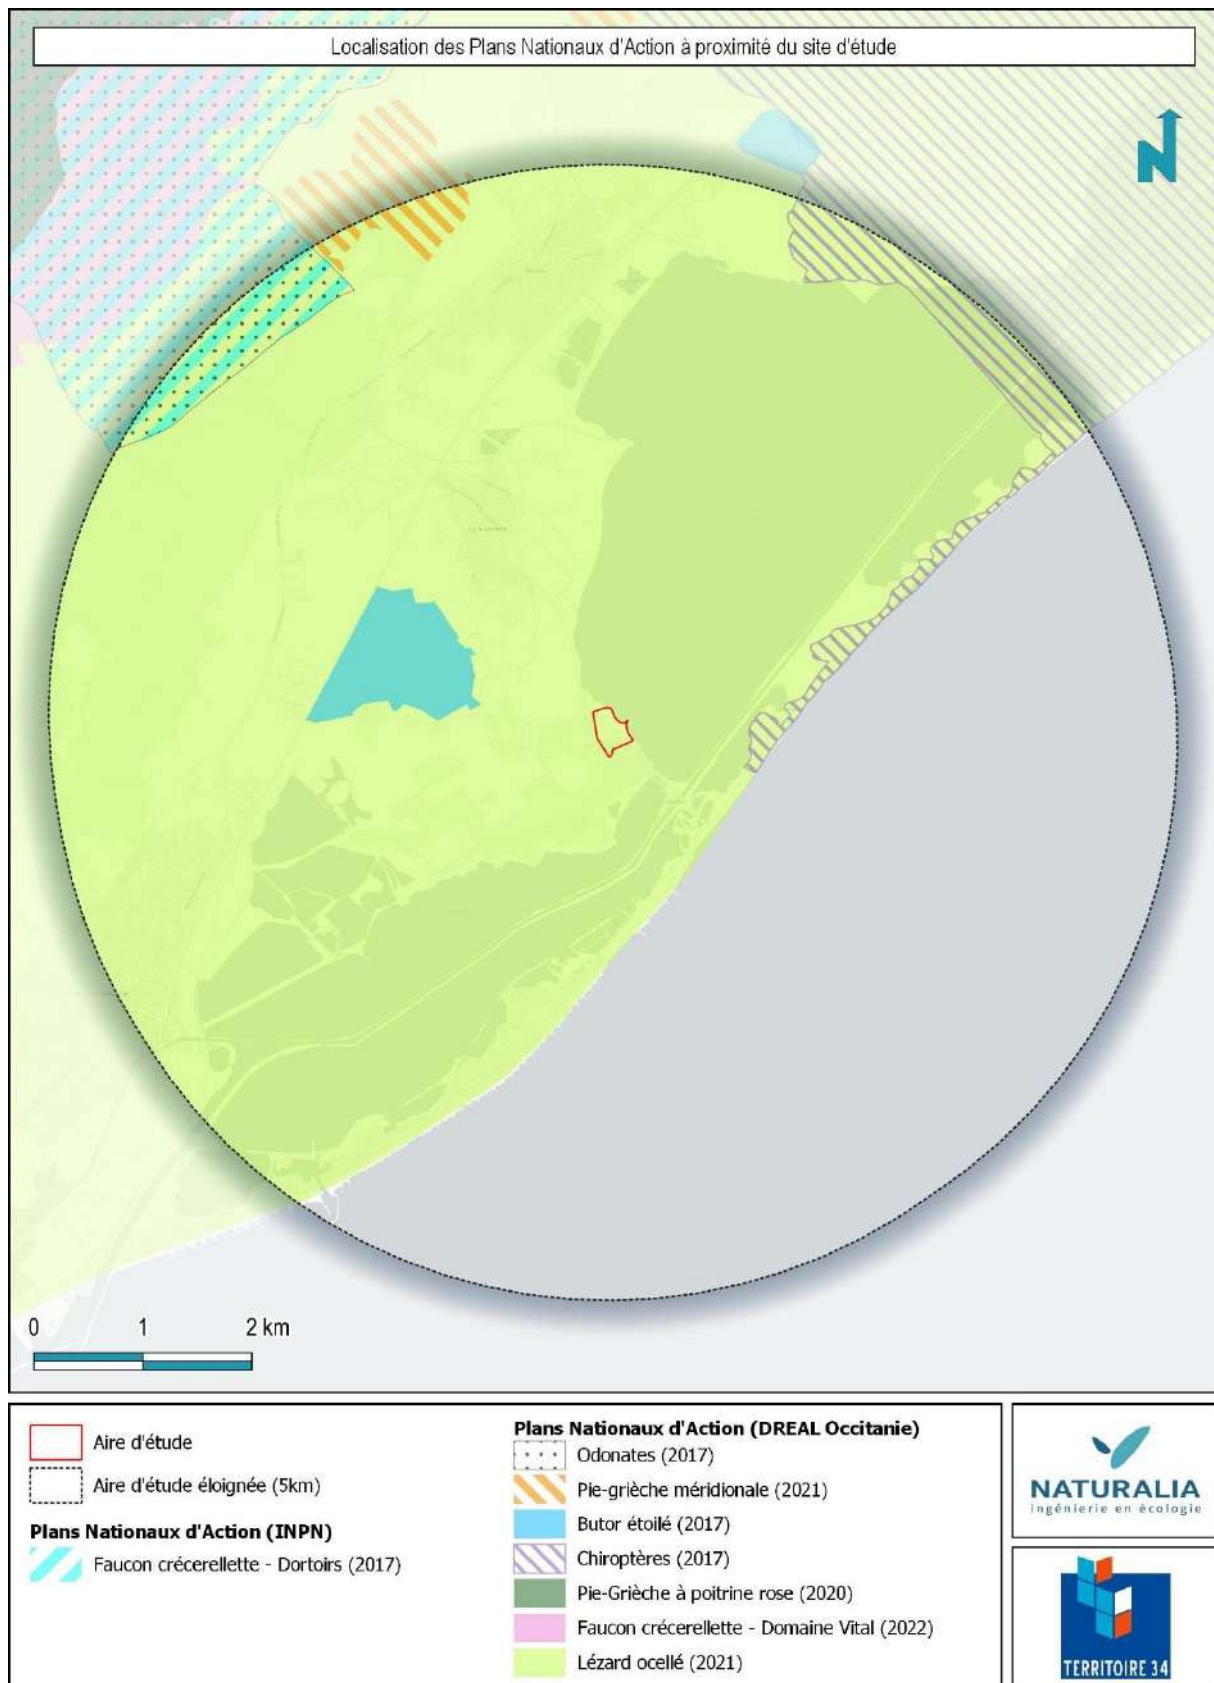 Localisation des Plans Nationaux d'Action à proximité du site d'étude
N
0 1 2 km
Aire d'étude
Aire d'étude éloignée (5km)
Plans Nationaux d'Action (INPN)
Faucon crécerellette - Dortoirs (2017)
Plans Nationaux d'Action (DREAL Occitanie)
Odonates (2017)
Pie-grièche méridionale (2021)
Butor étoilé (2017)
Chiroptères (2017)
Pie-Grièche à poitrine rose (2020)
Faucon crécerellette - Domaine Vital (2022)
Lézard ocellé (2021)
NATURALIA
ingénierie en écologie
TERRITOIRE 34